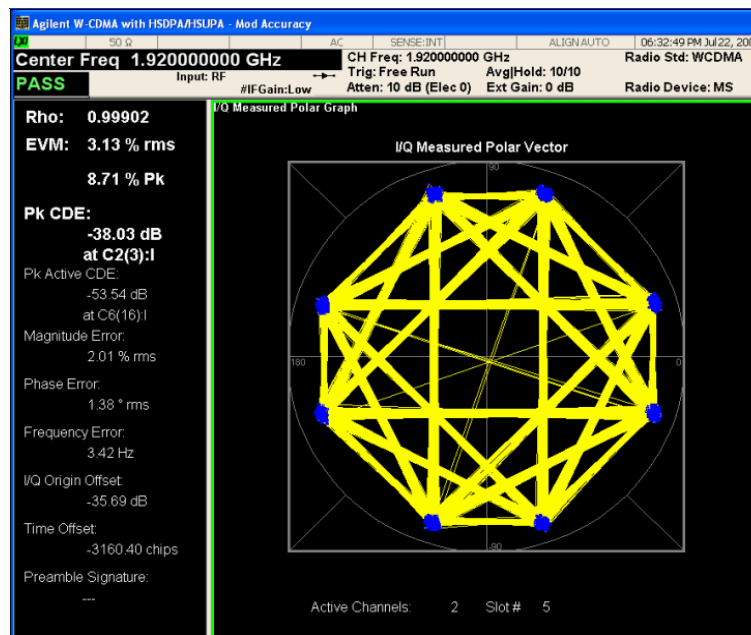 Agilent W-CDMA with HSDPA/HSUPA - Mod Accuracy
LXI 50 Ω AC SENSE:INT ALIGN AUTO 06:32:49 PM Jul 22, 20
Center Freq 1.920000000 GHz
CH Freq: 1.920000000 GHz
Radio Std: WCDMA
Input: RF
Trig: Free Run
Avg|Hold: 10/10
PASS
#IFGain:Low
Atten: 10 dB (Elec 0)
Ext Gain: 0 dB
Radio Device: MS
Rho: 0.99902
EVM: 3.13 % rms
8.71 % Pk
Pk CDE:
-38.03 dB
at C2(3):I
Pk Active CDE:
-53.54 dB
at C6(16):I
Magnitude Error:
2.01 % rms
Phase Error:
1.38 ° rms
Frequency Error:
3.42 Hz
I/Q Origin Offset:
-35.69 dB
Time Offset:
-3160.40 chips
Preamble Signature:
---
I/Q Measured Polar Graph
I/Q Measured Polar Vector
90
180
0
-90
Active Channels: 2 Slot # 5